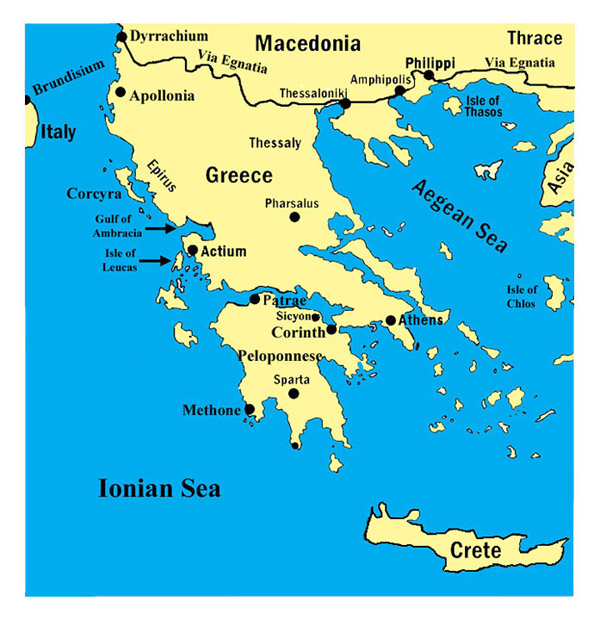 Dyrrachium
Macedonia
Thrace
Via Egnatia
Philippi
Via Egnatia
Brundisium
Amphipolis
Apollonia
Thessaloniki
Isle of
Thasos
Italy
Thessaly
Epirus
Greece
Asia
Corcyra
Aegean Sea
Pharsalus
Gulf of
Ambracia
Actium
Isle of
Leucas
Isle of
Chlos
Patrae
Sicyon
Athens
Corinth
Peloponnese
Sparta
Methone
Ionian Sea
Crete